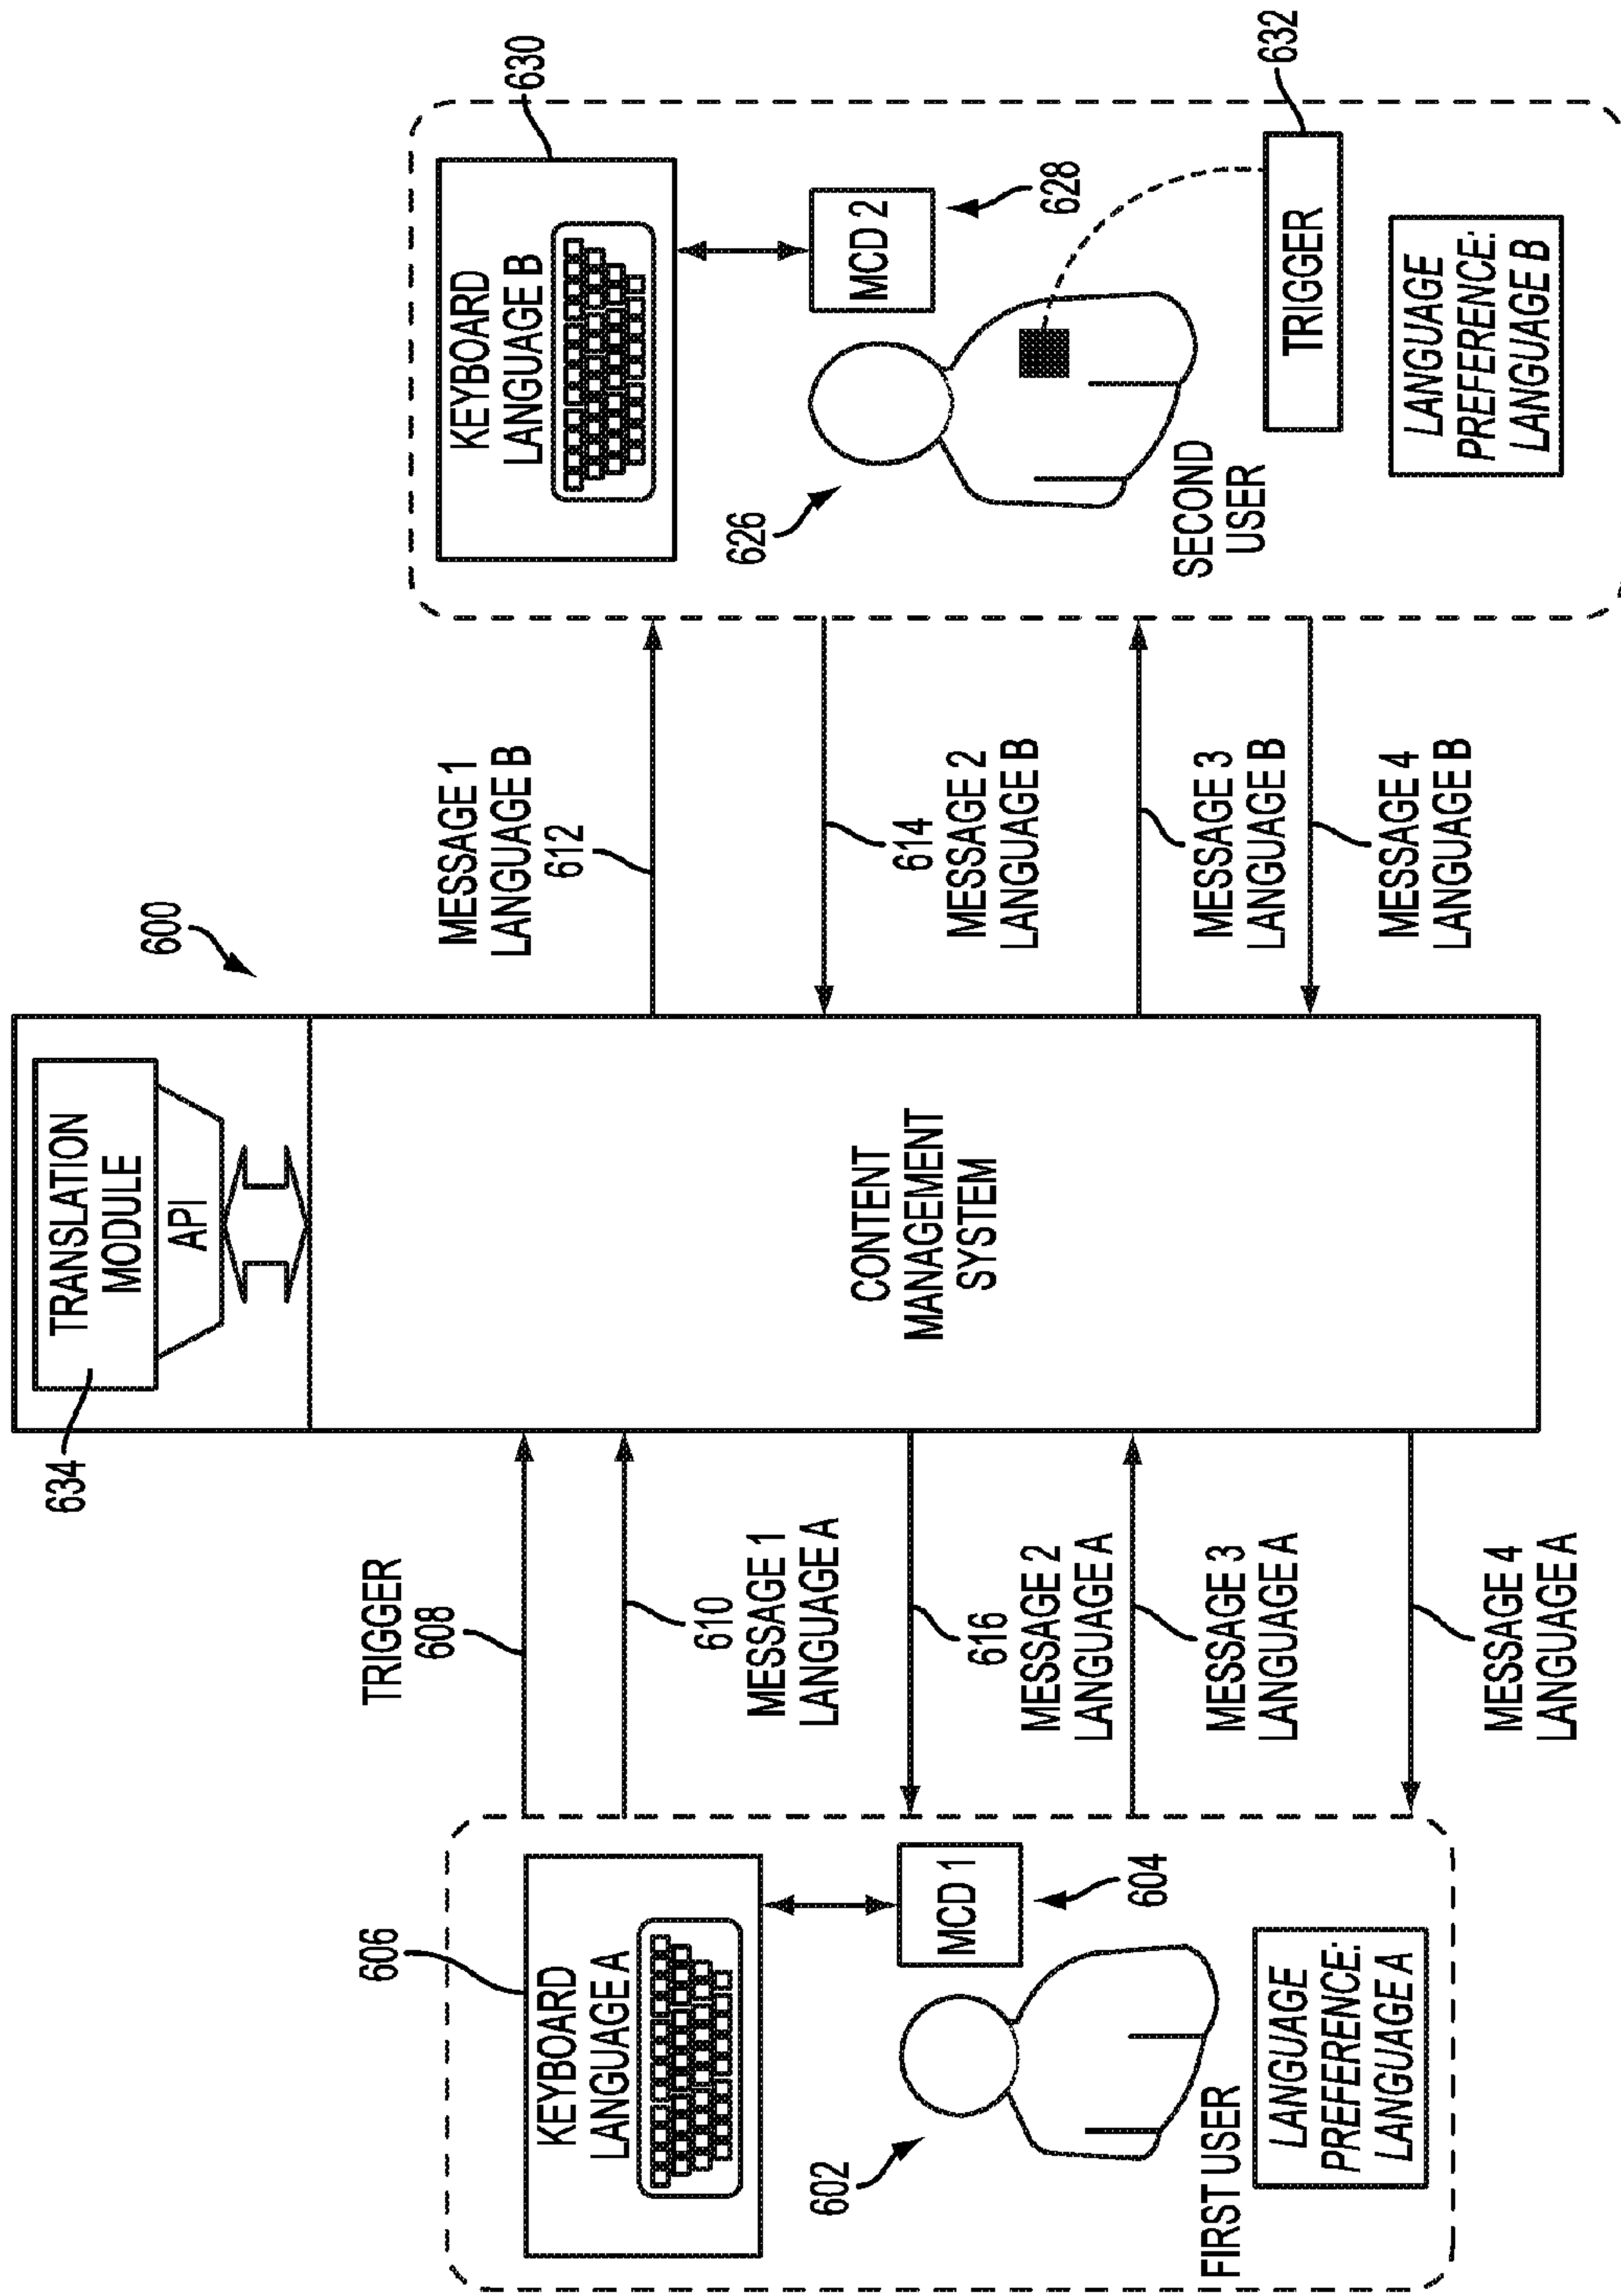 600
634
TRANSLATION
MODULE
API
CONTENT
MANAGEMENT
SYSTEM
606
KEYBOARD
LANGUAGE A
MCD 1
604
602
FIRST USER
LANGUAGE
PREFERENCE:
LANGUAGE A
TRIGGER
608
610
MESSAGE 1
LANGUAGE A
616
MESSAGE 2
LANGUAGE A
MESSAGE 3
LANGUAGE A
MESSAGE 4
LANGUAGE A
MESSAGE 1
LANGUAGE B
612
614
MESSAGE 2
LANGUAGE B
MESSAGE 3
LANGUAGE B
MESSAGE 4
LANGUAGE B
630
KEYBOARD
LANGUAGE B
MCD 2
628
626
SECOND
USER
632
TRIGGER
LANGUAGE
PREFERENCE:
LANGUAGE B